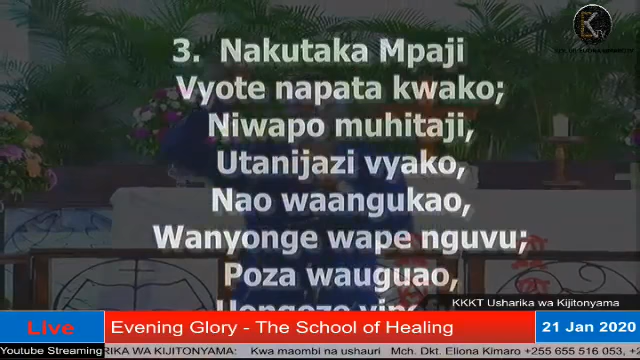 3. Nakutaka Mpaji
Vyote napata kwako;
Niwapo muhitaji,
Utanijazi vyako,
Nao waangukao,
Wanyonge wape nguvu;
Poza wauguao,
KKKT Usharika wa Kijitonyama
Live Evening Glory - The School of Healing 21 Jan 2020
Youtube Streaming RIKA WA KIJITONYAMA: Kwa maombi na ushauri Mch. Dkt. Eliona Kimaro +255 655 516 053,